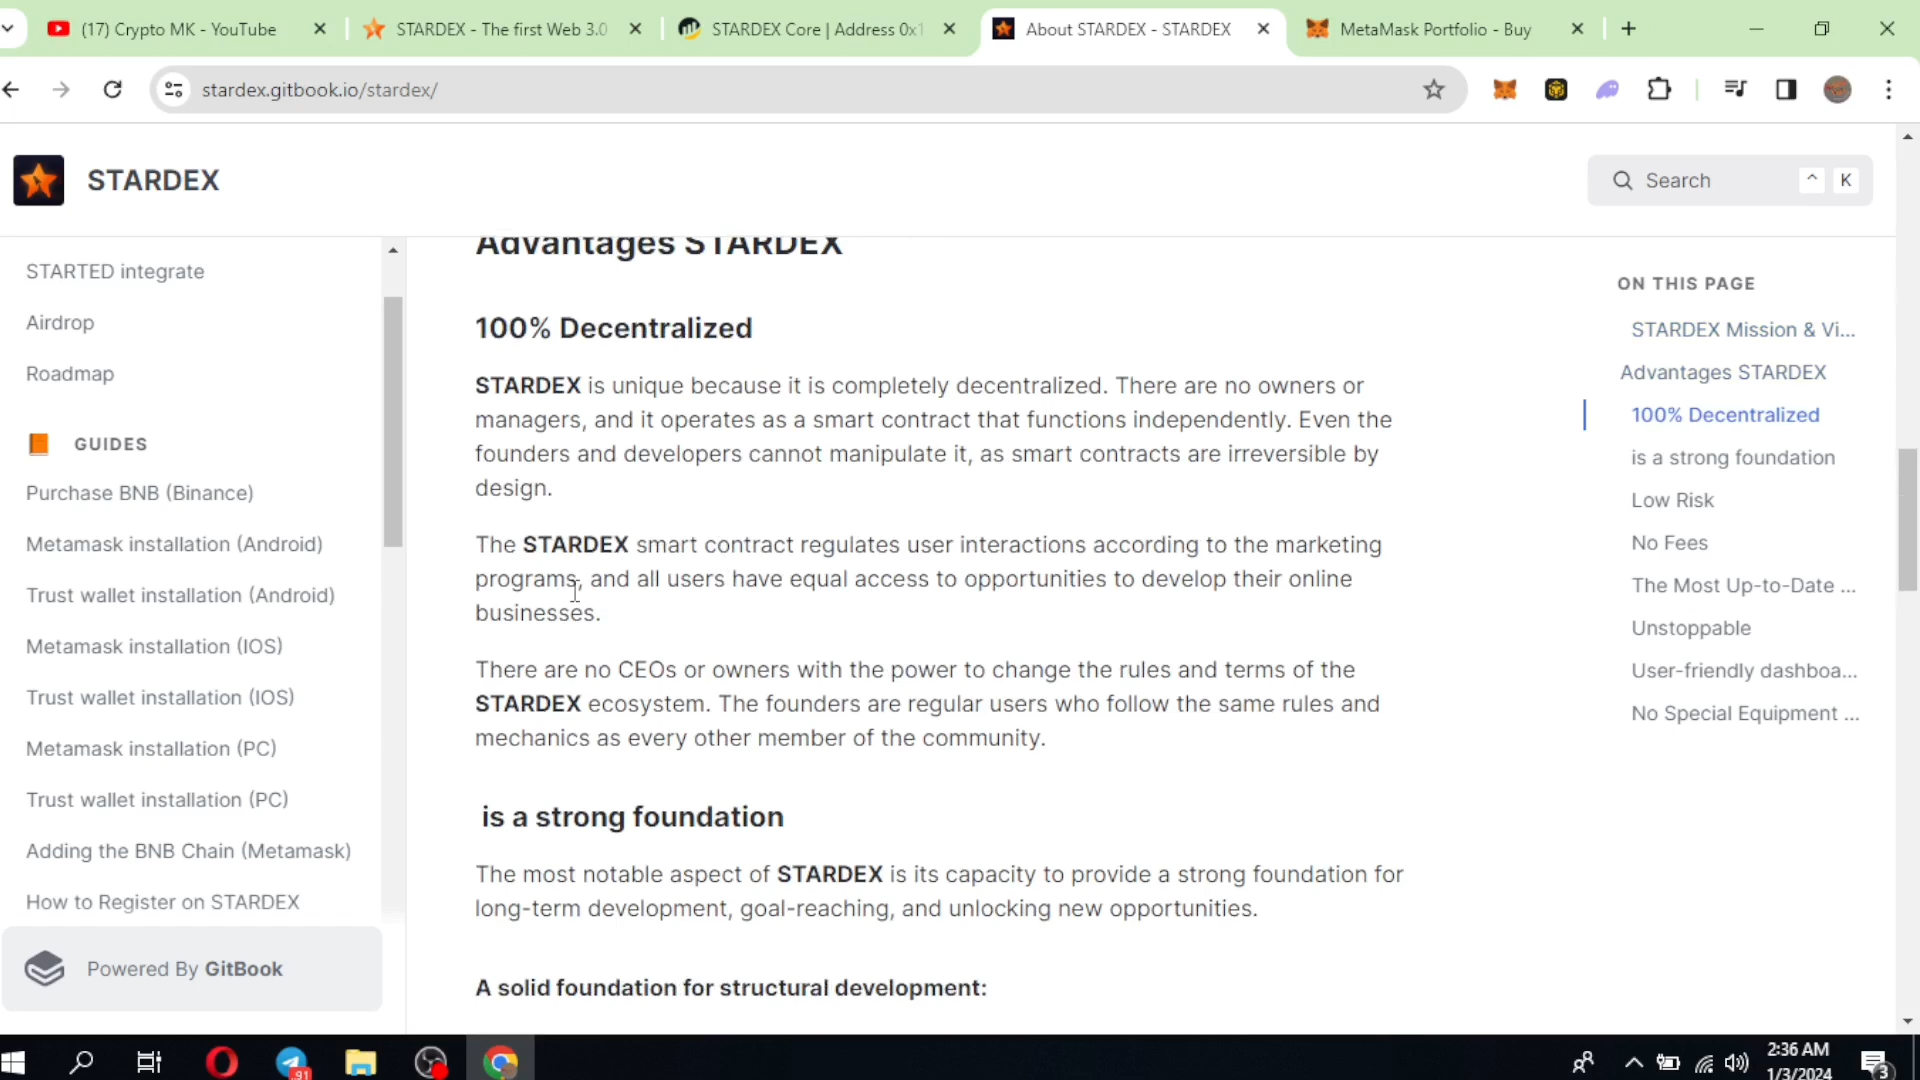 (17) Crypto MK - YouTube
STARDEX - The first Web 3.0
STARDEX Core | Address 0x1
About STARDEX - STARDEX
MetaMask Portfolio - Buy
stardex.gitbook.io/stardex/
STARDEX
Search
^ K
STARTED integrate
Airdrop
Roadmap
GUIDES
Purchase BNB (Binance)
Metamask installation (Android)
Trust wallet installation (Android)
Metamask installation (IOS)
Trust wallet installation (IOS)
Metamask installation (PC)
Trust wallet installation (PC)
Adding the BNB Chain (Metamask)
How to Register on STARDEX
Powered By GitBook
Advantages STARDEX
100% Decentralized
STARDEX is unique because it is completely decentralized. There are no owners or
managers, and it operates as a smart contract that functions independently. Even the
founders and developers cannot manipulate it, as smart contracts are irreversible by
design.
The STARDEX smart contract regulates user interactions according to the marketing
programs, and all users have equal access to opportunities to develop their online
businesses.
There are no CEOs or owners with the power to change the rules and terms of the
STARDEX ecosystem. The founders are regular users who follow the same rules and
mechanics as every other member of the community.
is a strong foundation
The most notable aspect of STARDEX is its capacity to provide a strong foundation for
long-term development, goal-reaching, and unlocking new opportunities.
A solid foundation for structural development:
ON THIS PAGE
STARDEX Mission & Vi...
Advantages STARDEX
100% Decentralized
is a strong foundation
Low Risk
No Fees
The Most Up-to-Date ...
Unstoppable
User-friendly dashboa...
No Special Equipment ...
91
2:36 AM
1/3/2024
3